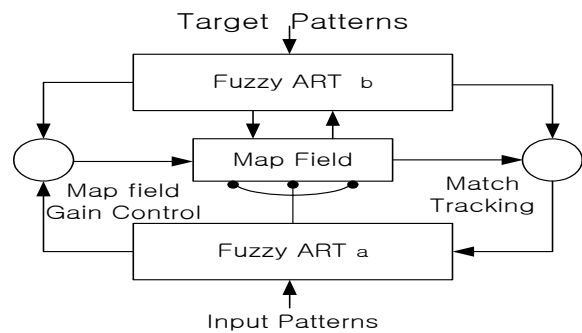 Target Patterns
Fuzzy ART b
Map Field
Map field
Gain Control
Match
Tracking
Fuzzy ART a
Input Patterns